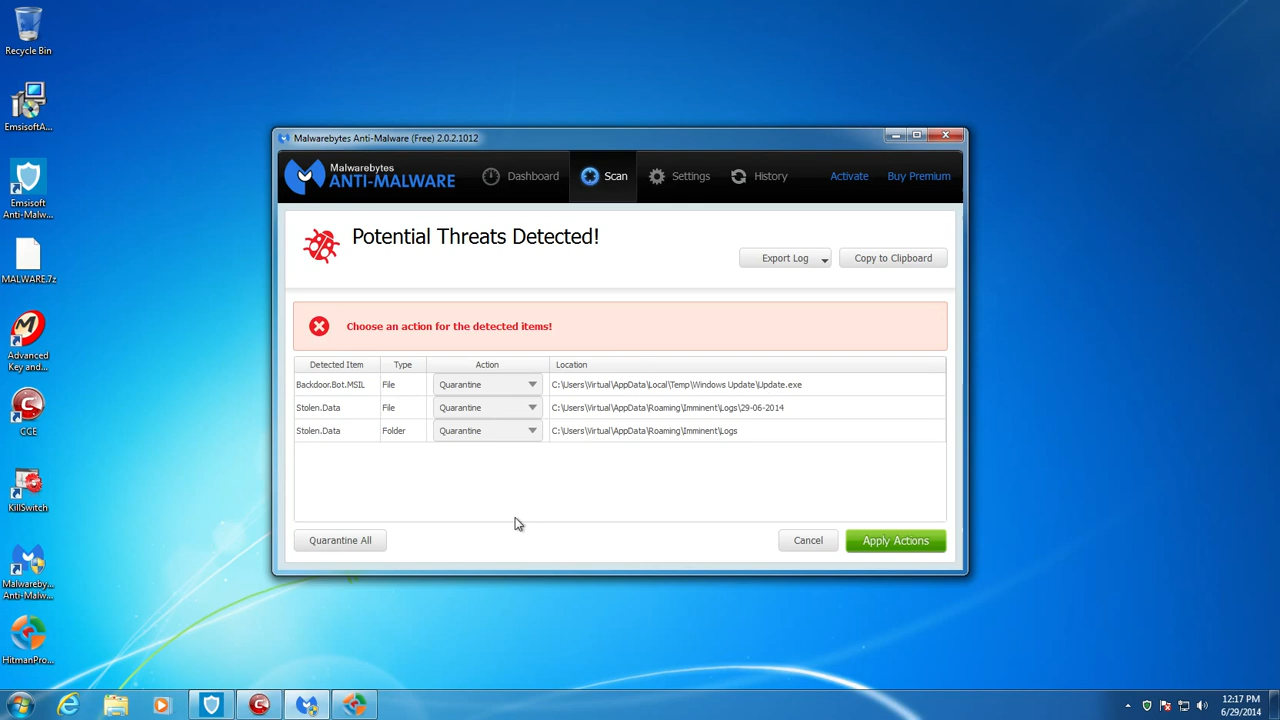 Recycle Bin
EmsisoftA...
Emsisoft
Anti-Malw...
MALWARE.7z
Advanced
Key and...
CCE
KillSwitch
Malwareby...
Anti-Malw...
HitmanPro...
Malwarebytes Anti-Malware (Free) 2.0.2.1012
Malwarebytes
ANTI-MALWARE
Dashboard
Scan
Settings
History
Activate
Buy Premium
Potential Threats Detected!
Export Log
Copy to Clipboard
Choose an action for the detected items!
Detected Item Type Action Location
Backdoor.Bot.MSIL File Quarantine C:\Users\Virtual\AppData\Local\Temp\Windows Update\Update.exe
Stolen.Data File Quarantine C:\Users\Virtual\AppData\Roaming\Imminent\Logs\29-06-2014
Stolen.Data Folder Quarantine C:\Users\Virtual\AppData\Roaming\Imminent\Logs
Quarantine All
Cancel
Apply Actions
12:17 PM
6/29/2014